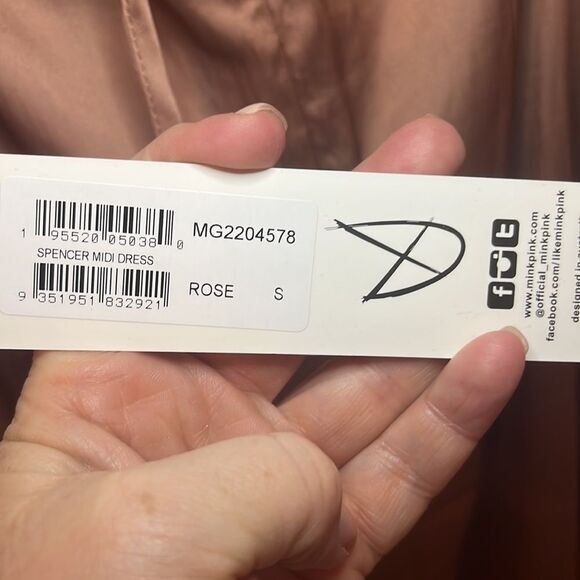 1 95520 05038 0
MG2204578
SPENCER MIDI DRESS
9 351951 832921
ROSE S
www.minkpink.com
@official_minkpink
facebook.com/likeminkpink
designed in